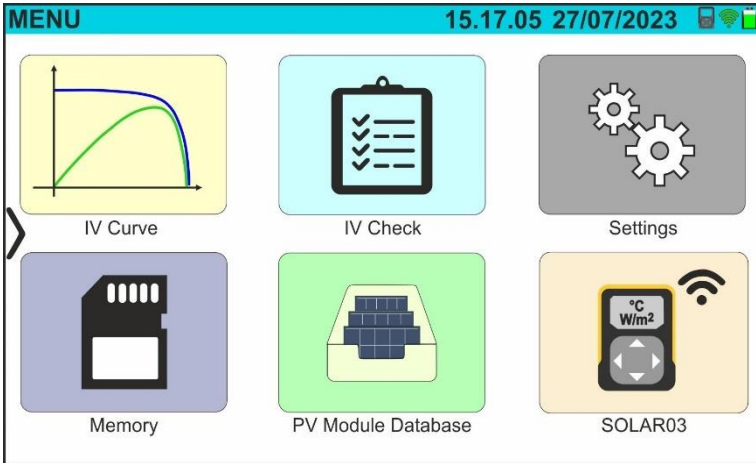 MENU 15.17.05 27/07/2023
IV Curve IV Check Settings
°C
W/m²
Memory PV Module Database SOLAR03